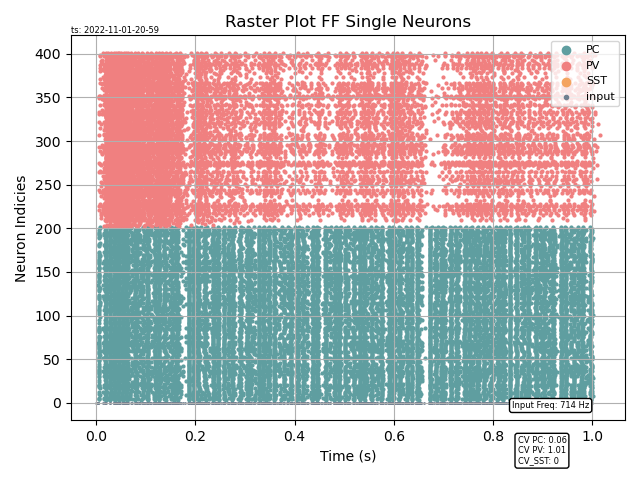 Raster Plot FF Single Neurons
ts: 2022-11-01-20-59
PC
PV
SST
input
Neuron Indicies
400
350
300
250
200
150
100
50
0
0.0 0.2 0.4 0.6 0.8 1.0
Time (s)
Input Freq: 714 Hz
CV PC: 0.06
CV PV: 1.01
CV_SST: 0